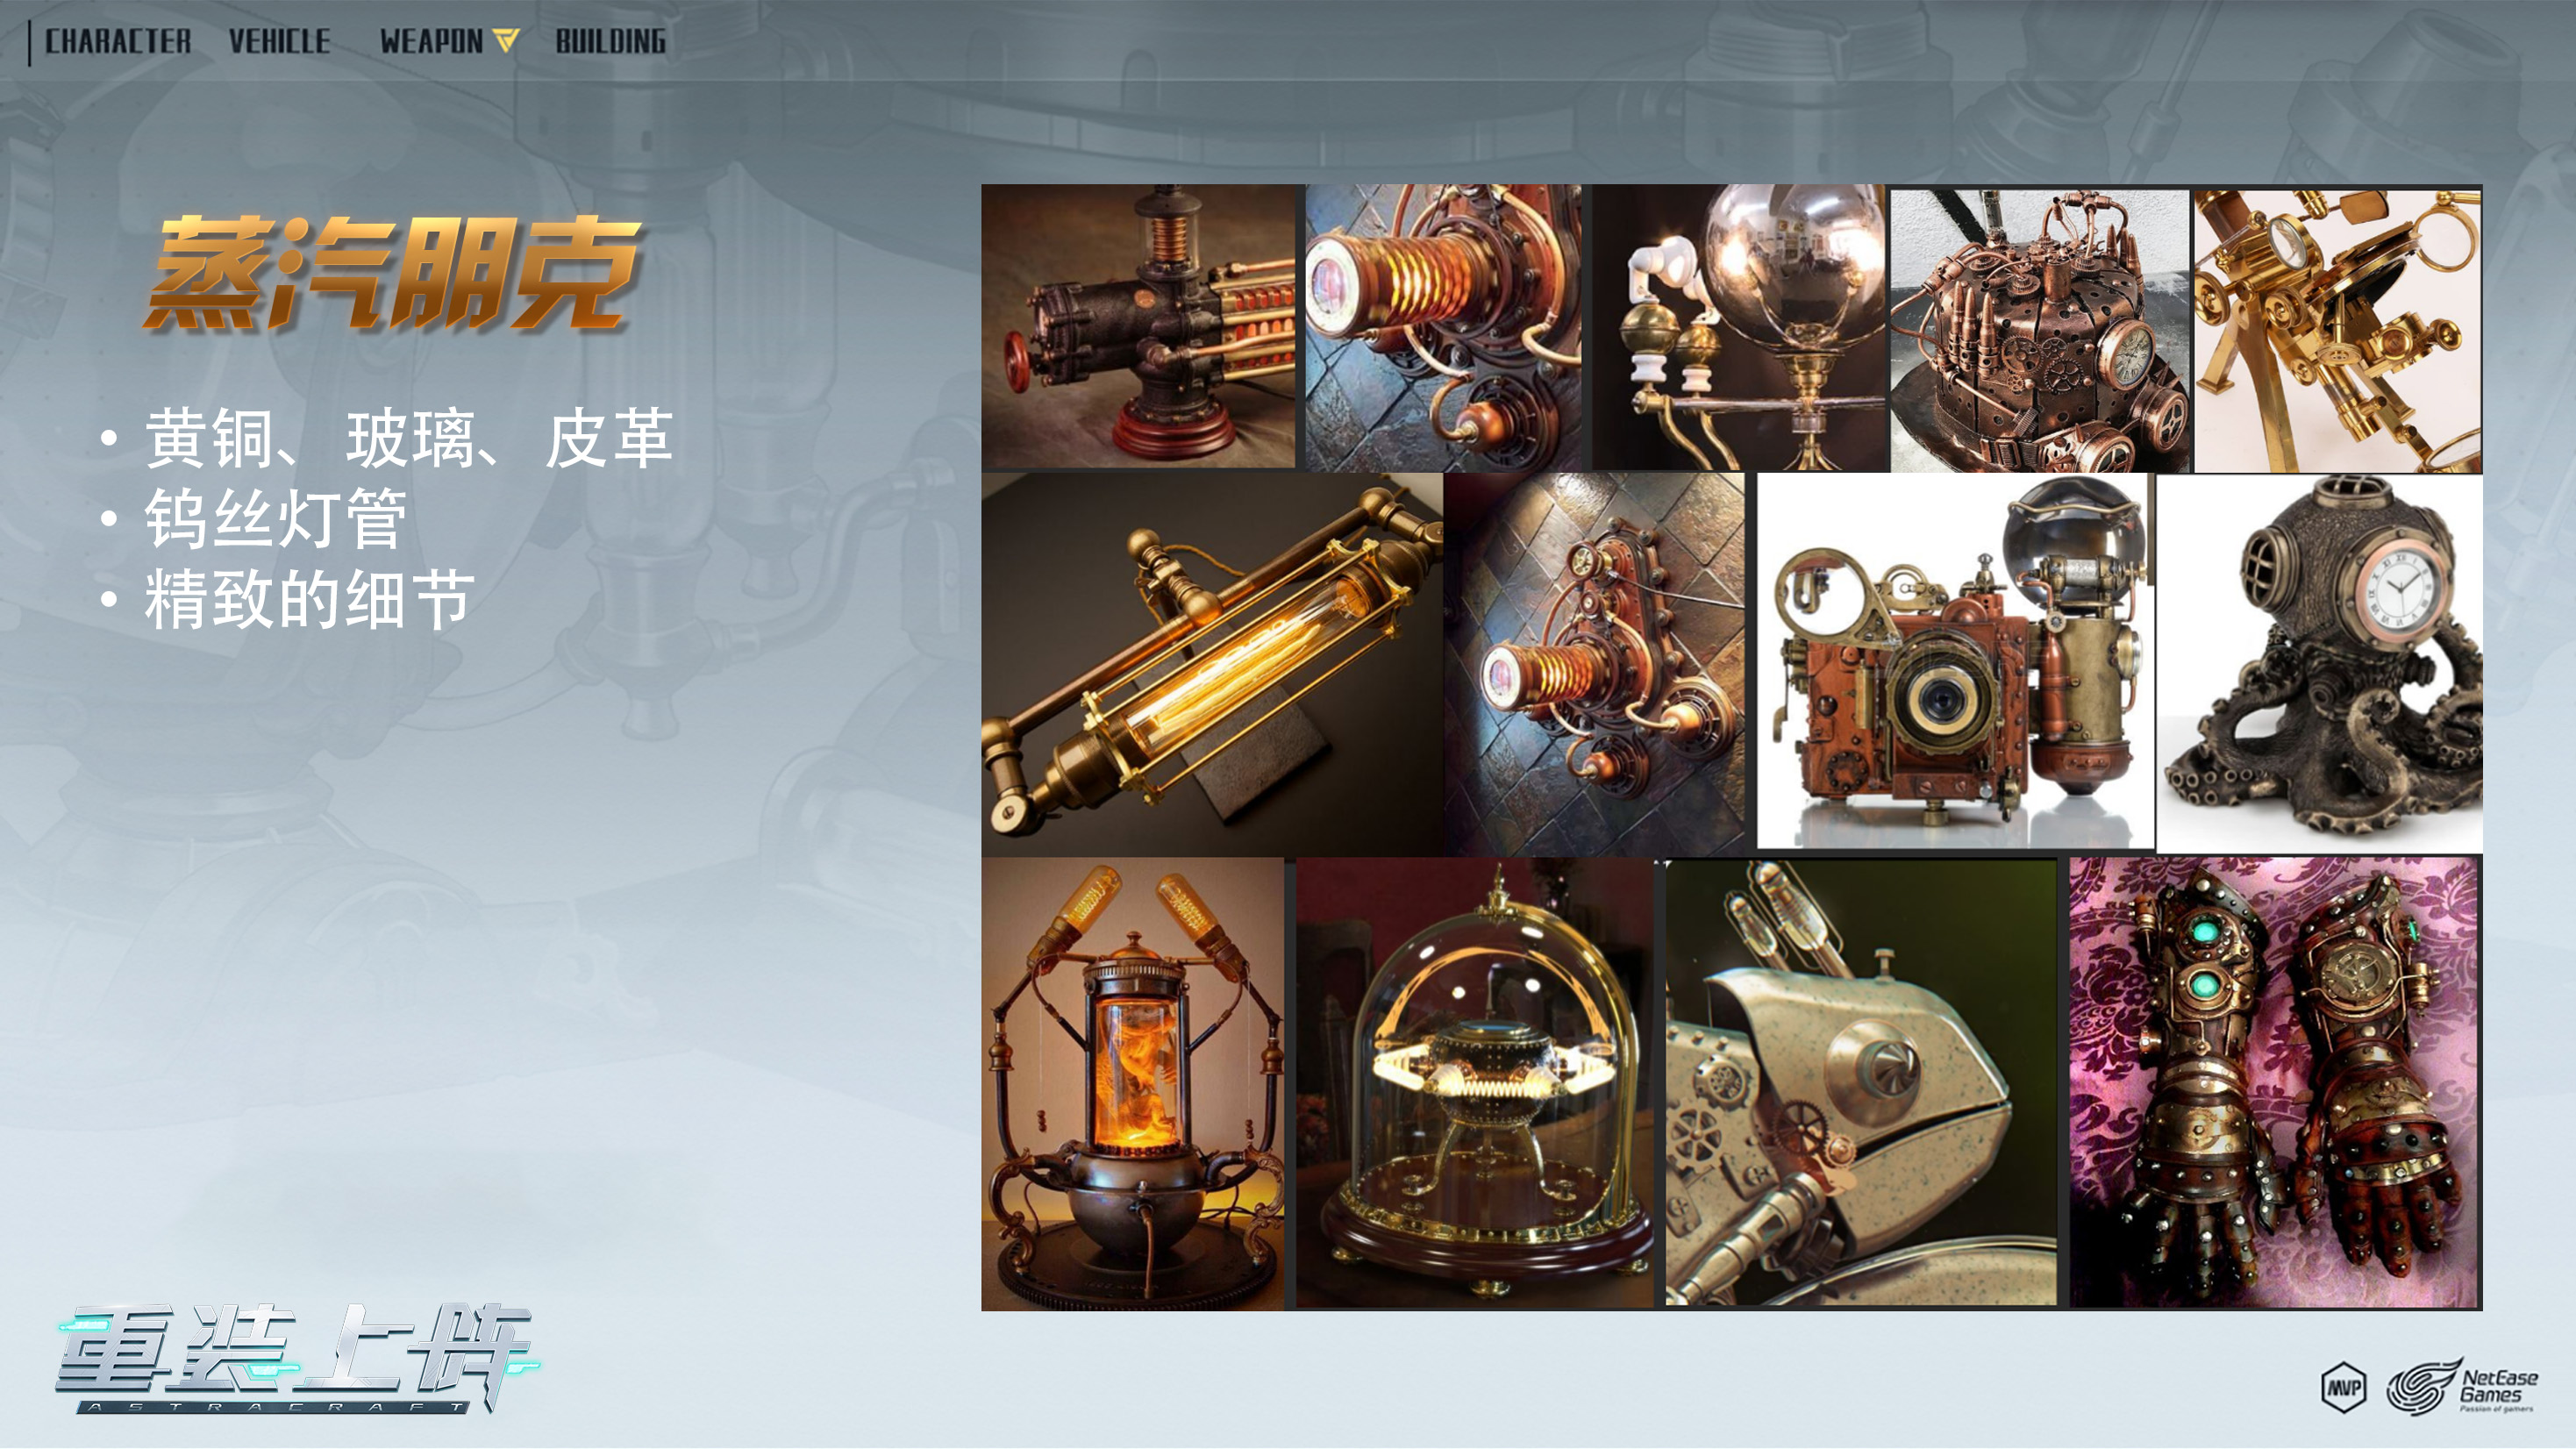 CHARACTER VEHICLE WEAPON BUILDING
蒸汽朋克
• 黄铜、玻璃、皮革
• 钨丝灯管
• 精致的细节
重装上阵
ASTRACRAFT
MVP
NetEase
Games
Passion of gamers